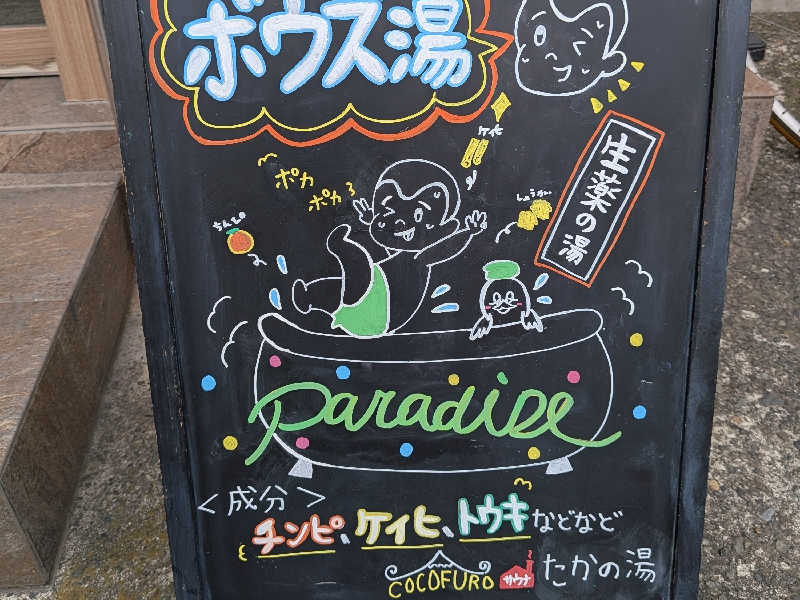 ボウス湯
ケイヒ
ポカ
ポカ
しょうが
生薬の湯
ちんぴ
Paradise
＜成分＞
チンピ、ケイヒ、トウキなどなど
COCOFURO サウナ たかの湯